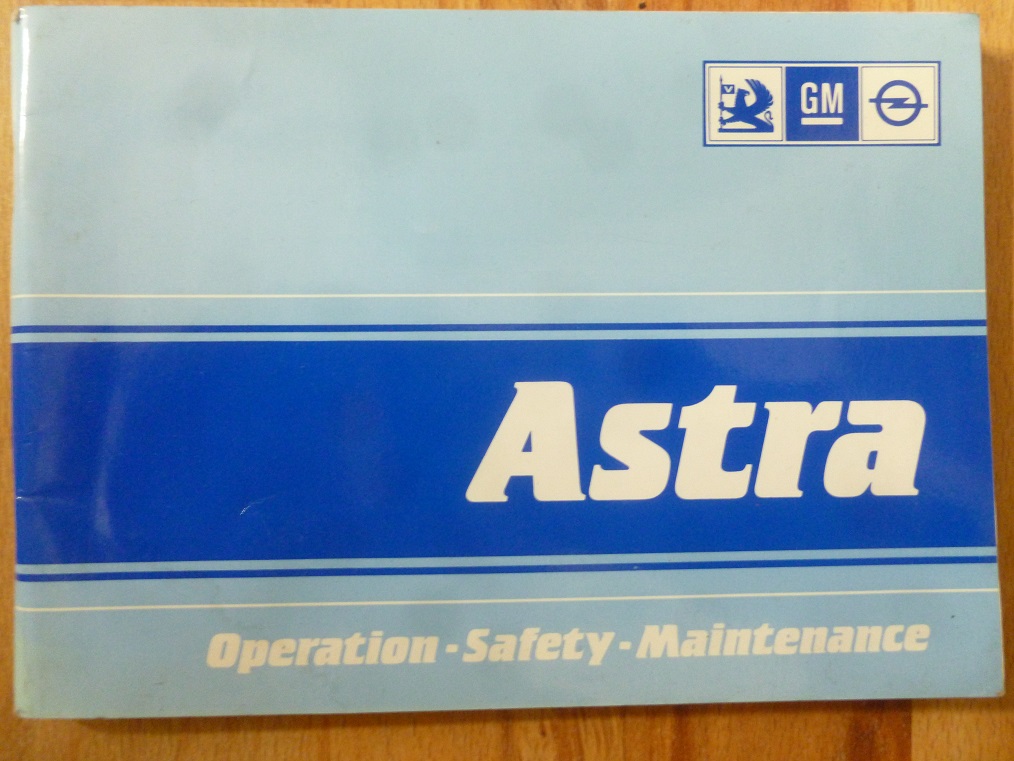 V
GM
Astra
Operation - Safety - Maintenance